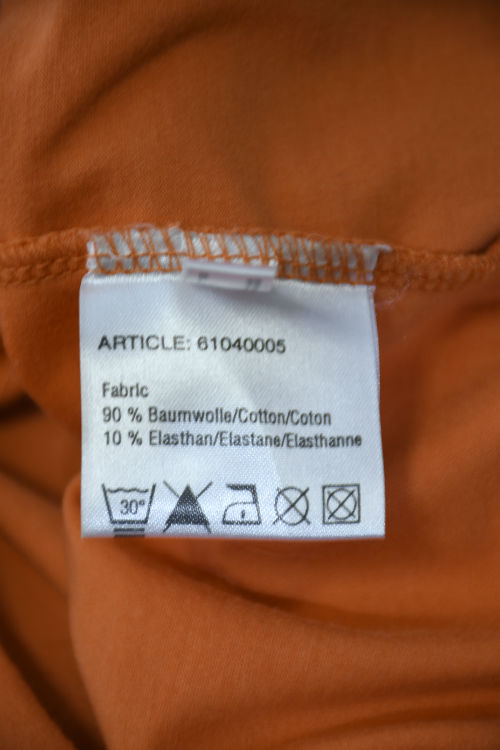 ARTICLE: 61040005
Fabric
90 % Baumwolle/Cotton/Coton
10 % Elasthan/Elastane/Elasthanne
30°